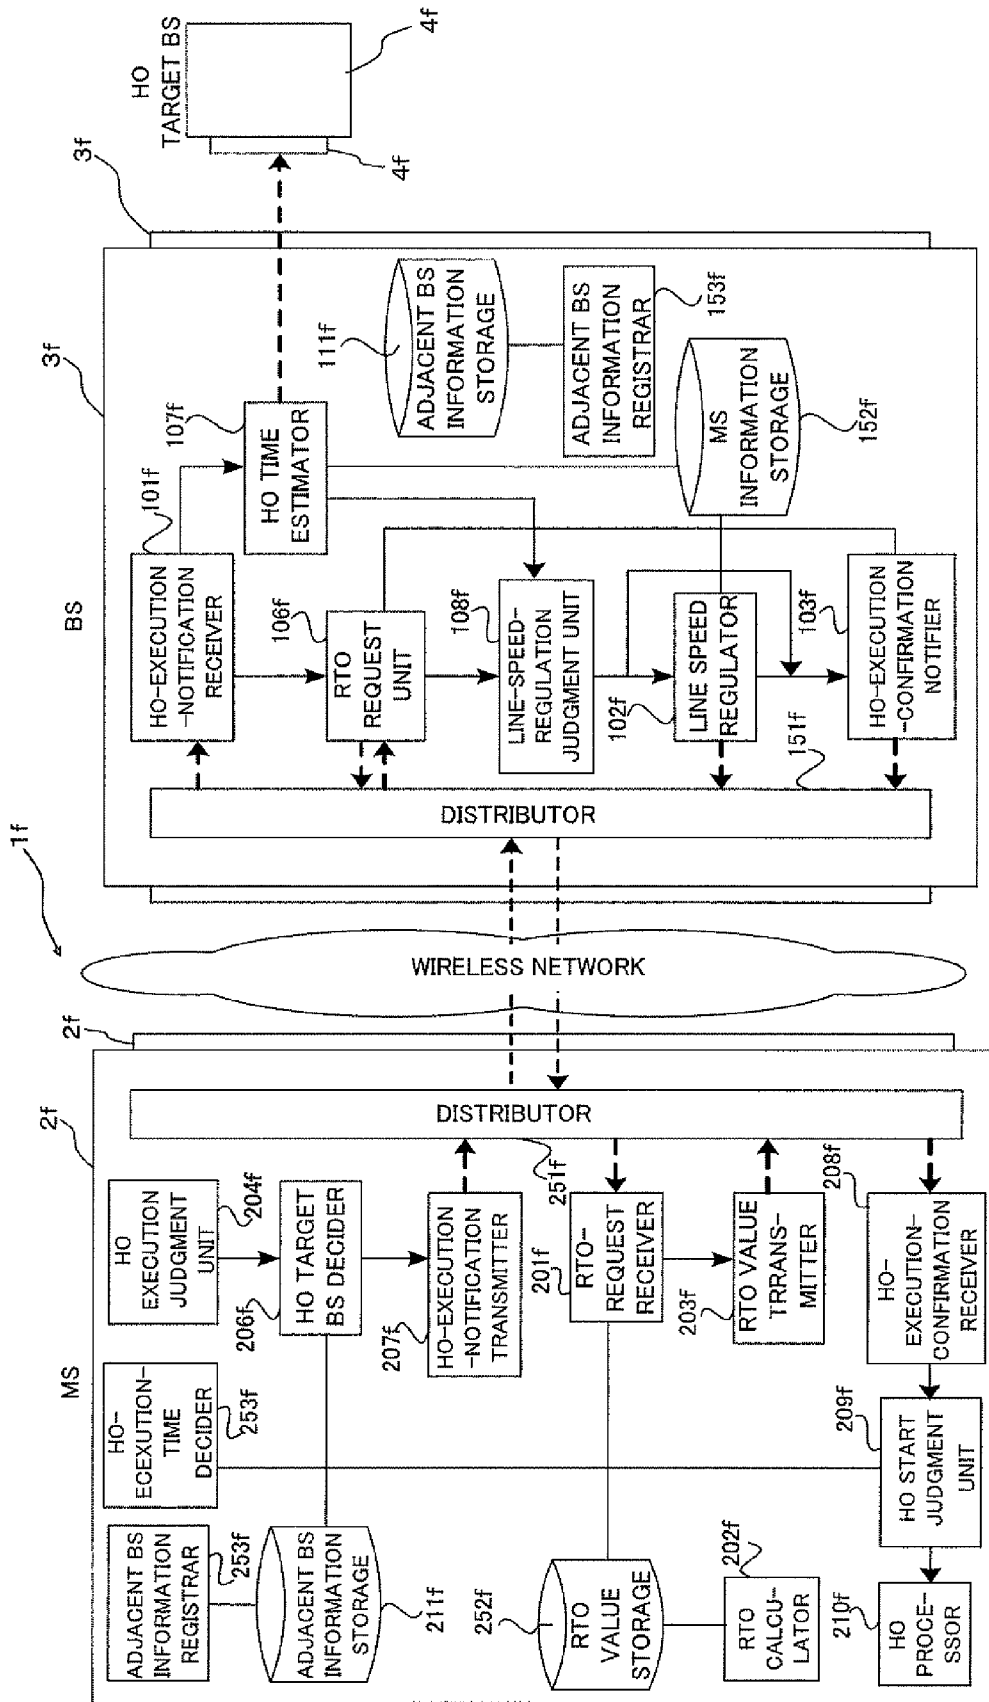 1f
MS
2f
2f
ADJACENT BS
INFORMATION
REGISTRAR
253f
ADJACENT BS
INFORMATION
STORAGE
211f
HO-
ECEXUTION-
TIME
DECIDER
253f
HO
EXECUTION
JUDGMENT
UNIT
204f
HO TARGET
BS DECIDER
206f
HO-EXECUTION
-NOTIFICATION
TRANSMITTER
207f
DISTRIBUTOR
251f
RTO-
REQUEST
RECEIVER
201f
RTO VALUE
TRRANS-
MITTER
203f
RTO
VALUE
STORAGE
252f
RTO
CALCU-
LATOR
202f
HO-
EXECUTION-
CONFIRMATION
RECEIVER
208f
HO START
JUDGMENT
UNIT
209f
HO
PROCE-
SSOR
210f
WIRELESS NETWORK
BS
3f
3f
DISTRIBUTOR
151f
HO-EXECUTION
-NOTIFICATION
RECEIVER
101f
HO TIME
ESTIMATOR
107f
RTO
REQUEST
UNIT
106f
LINE-SPEED-
REGULATION
JUDGMENT UNIT
108f
LINE SPEED
REGULATOR
102f
HO-EXECUTION
-CONFIRMATION
NOTIFIER
103f
ADJACENT BS
INFORMATION
STORAGE
111f
ADJACENT BS
INFORMATION
REGISTRAR
153f
MS
INFORMATION
STORAGE
152f
HO
TARGET BS
4f
4f